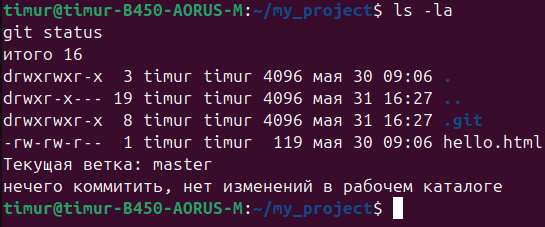 timur@timur-B450-AORUS-M:~/my_project$ ls -la
git status
итого 16
drwxrwxr-x  3 timur timur 4096 мая 30 09:06 .
drwxr-x--- 19 timur timur 4096 мая 31 16:27 ..
drwxrwxr-x  8 timur timur 4096 мая 31 16:27 .git
-rw-rw-r--  1 timur timur  119 мая 30 09:06 hello.html
Текущая ветка: master
нечего коммитить, нет изменений в рабочем каталоге
timur@timur-B450-AORUS-M:~/my_project$